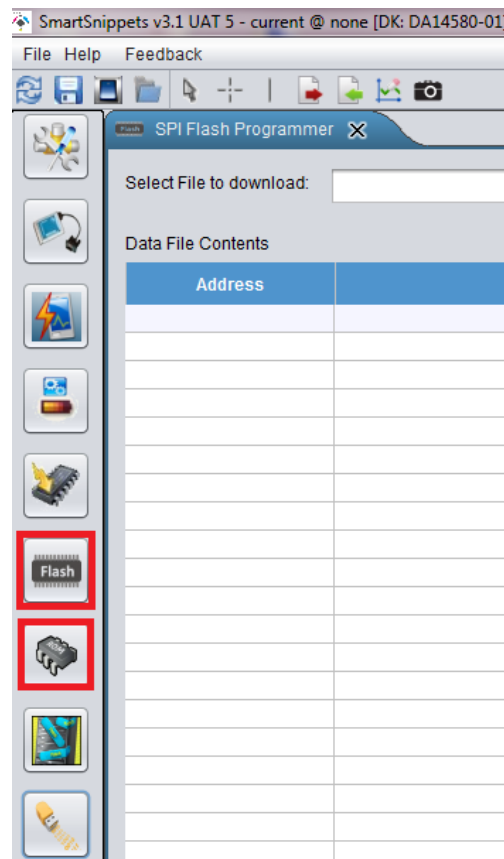 SmartSnippets v3.1 UAT 5 - current @ none [DK: DA14580-01]
File Help Feedback
Flash SPI Flash Programmer
Select File to download:
Data File Contents
Address
Flash